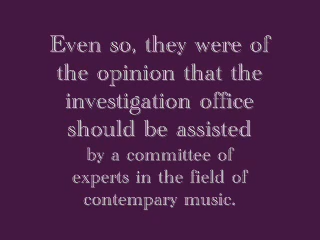 Even so, they were of
the opinion that the
investigation office
should be assisted
by a committee of
experts in the field of
contempary music.